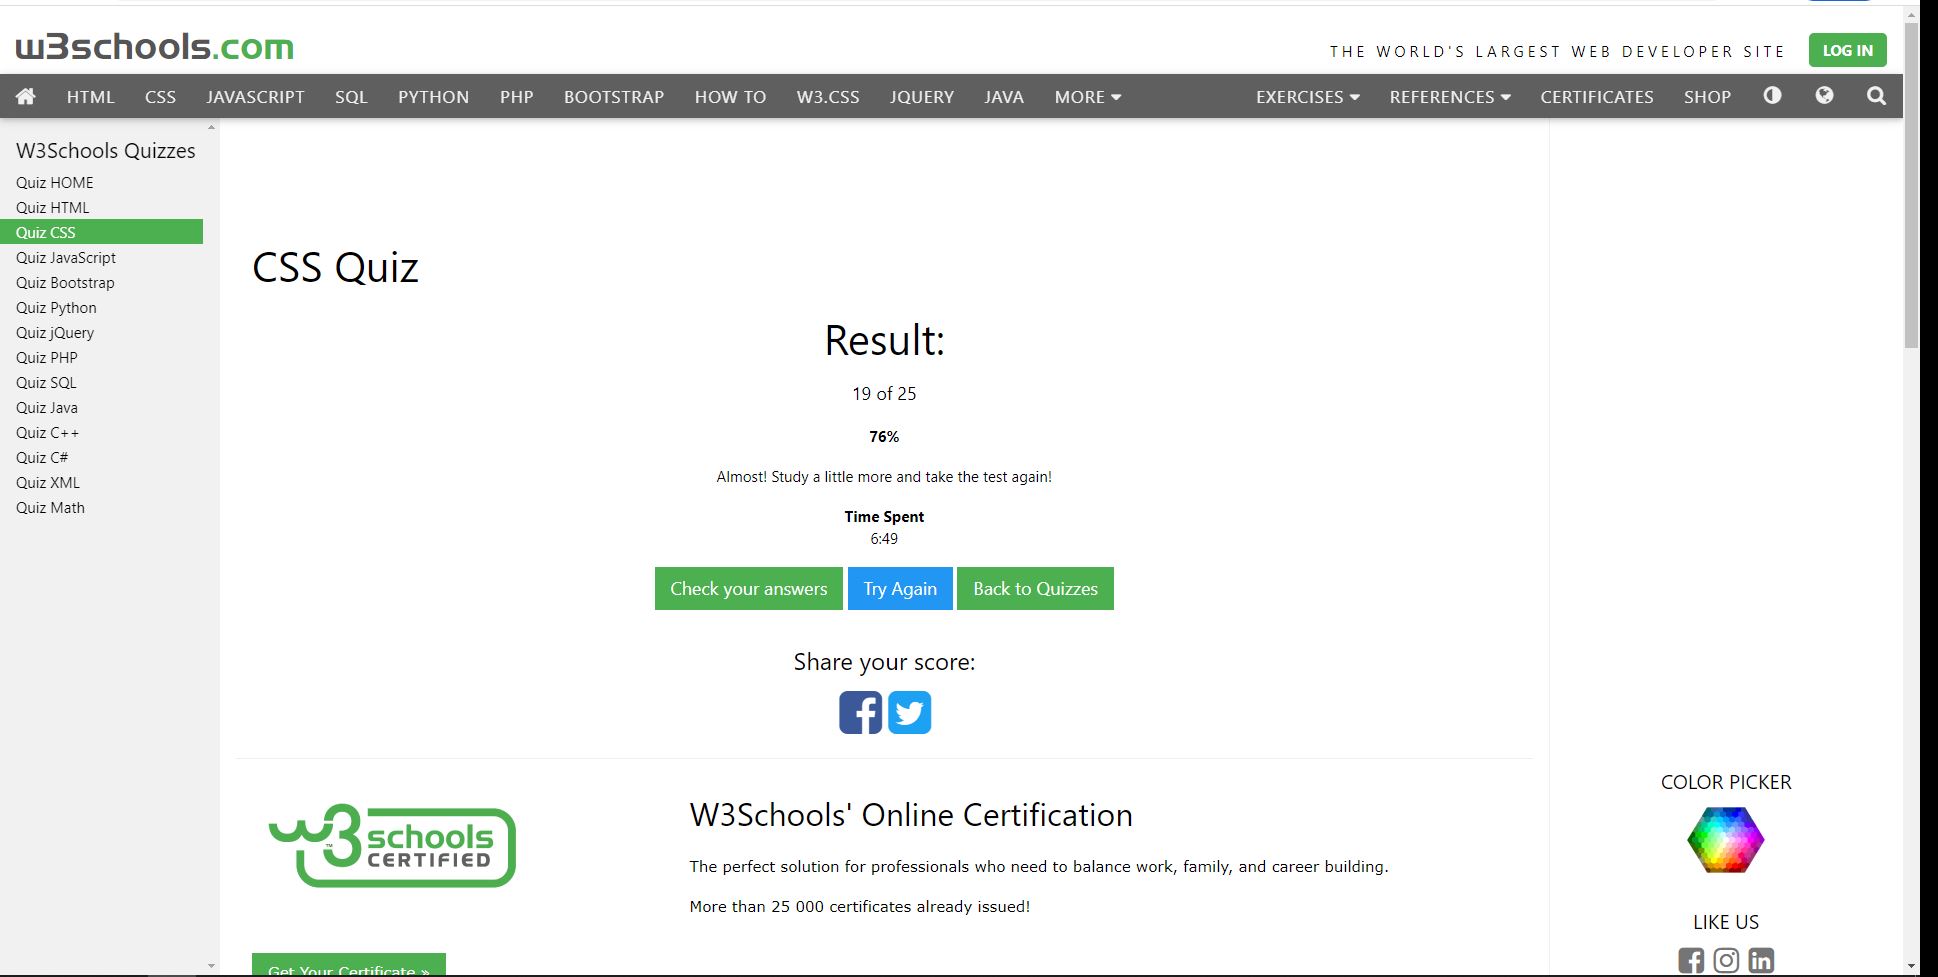 w3schools.com
THE WORLD'S LARGEST WEB DEVELOPER SITE
LOG IN
HTML CSS JAVASCRIPT SQL PYTHON PHP BOOTSTRAP HOW TO W3.CSS JQUERY JAVA MORE EXERCISES REFERENCES CERTIFICATES SHOP
W3Schools Quizzes
Quiz HOME
Quiz HTML
Quiz CSS
Quiz JavaScript
Quiz Bootstrap
Quiz Python
Quiz jQuery
Quiz PHP
Quiz SQL
Quiz Java
Quiz C++
Quiz C#
Quiz XML
Quiz Math
CSS Quiz
Result:
19 of 25
76%
Almost! Study a little more and take the test again!
Time Spent
6:49
Check your answers
Try Again
Back to Quizzes
Share your score:
w3schools
™
CERTIFIED
W3Schools' Online Certification
The perfect solution for professionals who need to balance work, family, and career building.
More than 25 000 certificates already issued!
Get Your Certificate »
COLOR PICKER
LIKE US